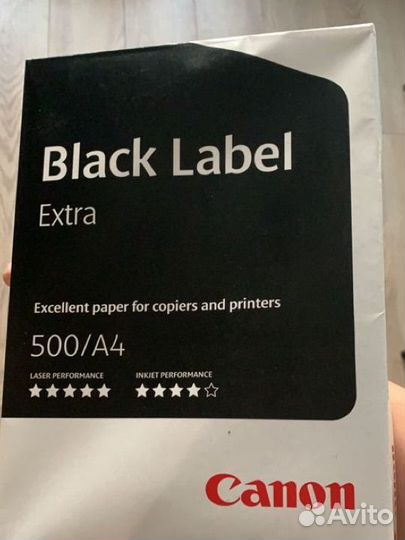 Black Label
Extra
Excellent paper for copiers and printers
500/A4
LASER PERFORMANCE INKJET PERFORMANCE
★★★★★ ★★★★☆
Canon
Avito